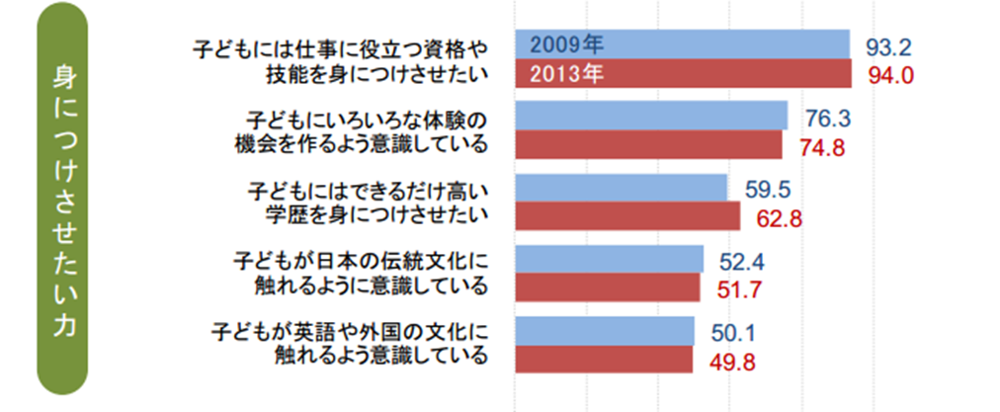 身につけさせたい力
子どもには仕事に役立つ資格や
技能を身につけさせたい
2009年
93.2
2013年
94.0
子どもにいろいろな体験の
機会を作るよう意識している
76.3
74.8
子どもにはできるだけ高い
学歴を身につけさせたい
59.5
62.8
子どもが日本の伝統文化に
触れるように意識している
52.4
51.7
子どもが英語や外国の文化に
触れるよう意識している
50.1
49.8